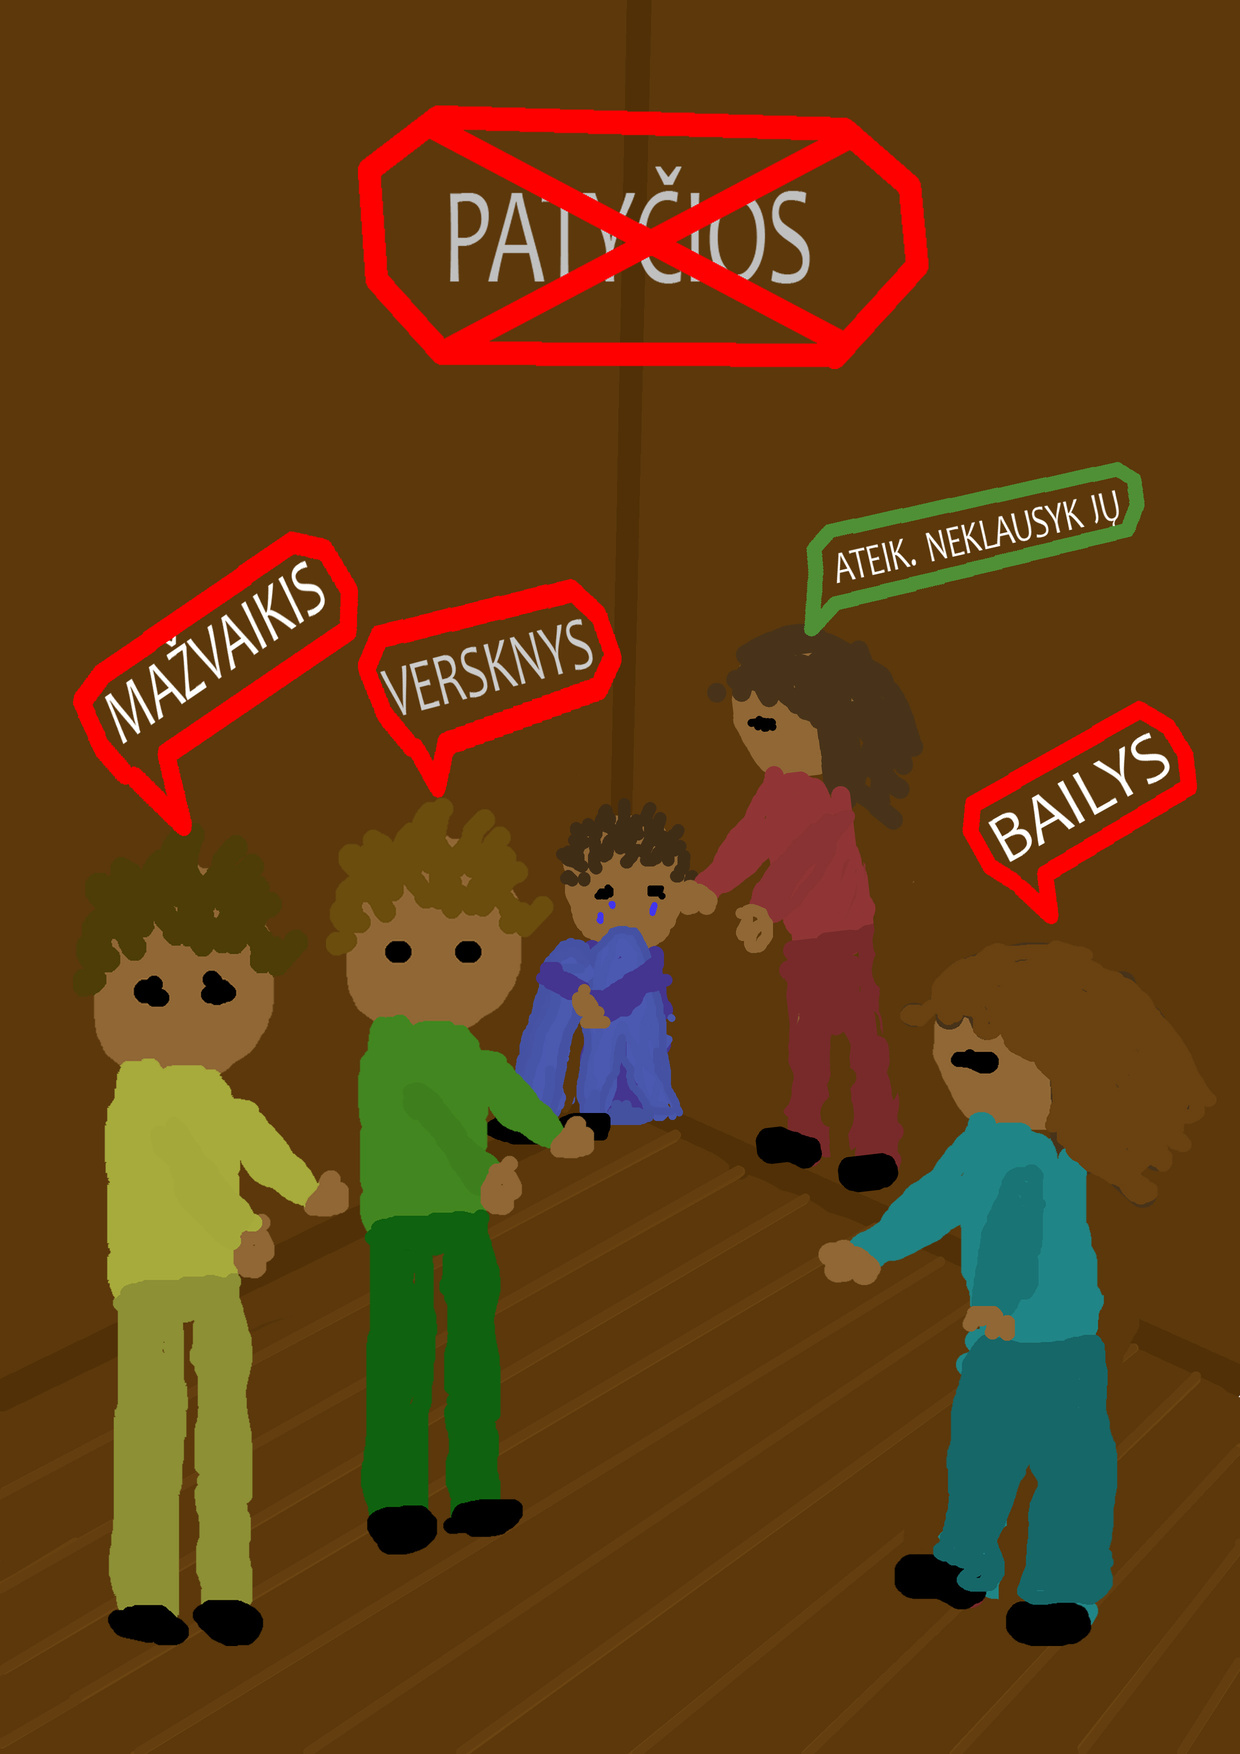 PATYČIOS
ATEIK. NEKLAUSYK JŲ
MAŽVAIKIS
VERSKNYS
BAILYS